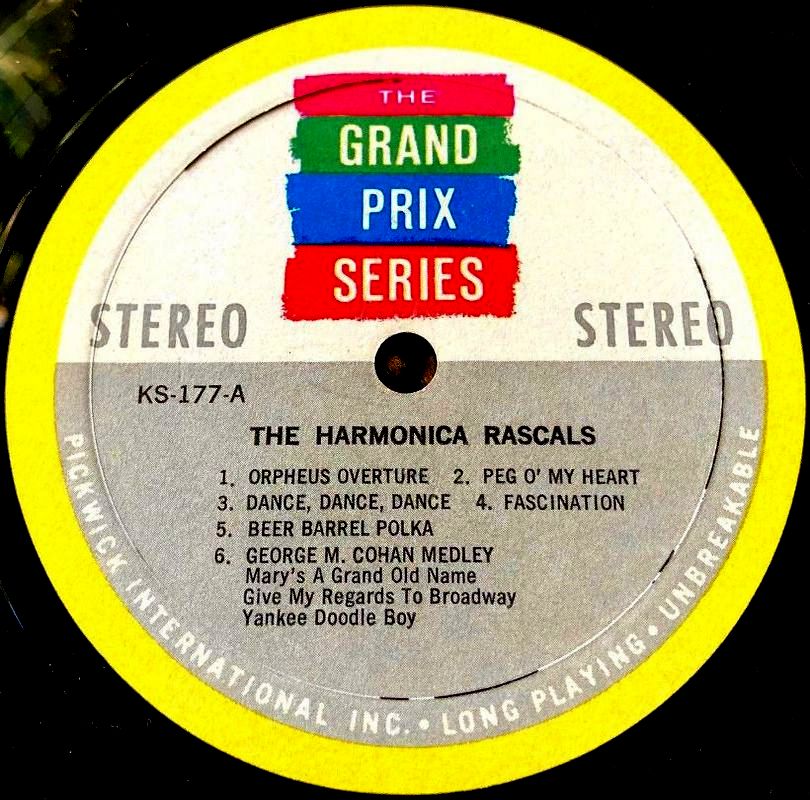 THE
GRAND
PRIX
SERIES
STEREO STEREO
KS-177-A
THE HARMONICA RASCALS
1. ORPHEUS OVERTURE 2. PEG O' MY HEART
3. DANCE, DANCE, DANCE 4. FASCINATION
5. BEER BARREL POLKA
6. GEORGE M. COHAN MEDLEY
Mary's A Grand Old Name
Give My Regards To Broadway
Yankee Doodle Boy
PICKWICK INTERNATIONAL INC. • LONG PLAYING • UNBREAKABLE